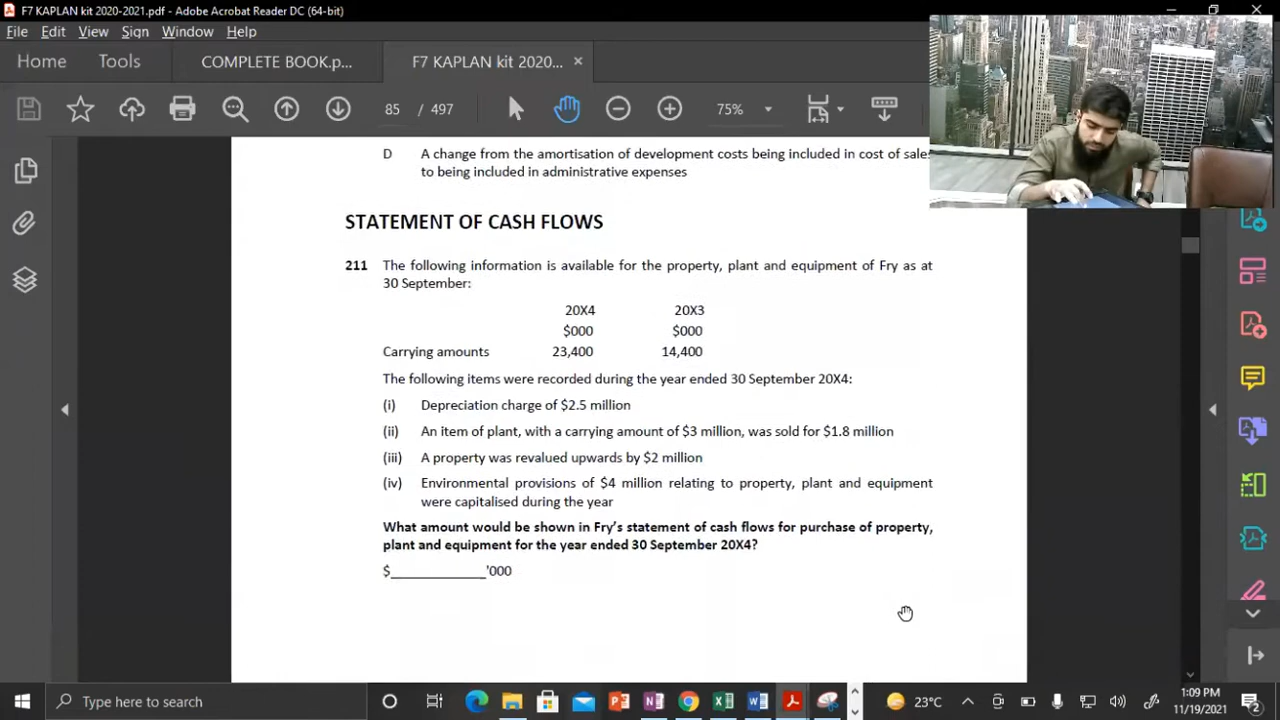 F7 KAPLAN kit 2020-2021.pdf - Adobe Acrobat Reader DC (64-bit)
File Edit View Sign Window Help
Home Tools COMPLETE BOOK.p... F7 KAPLAN kit 2020... ×
85 / 497 75%
D A change from the amortisation of development costs being included in cost of sale
to being included in administrative expenses
STATEMENT OF CASH FLOWS
211 The following information is available for the property, plant and equipment of Fry as at
30 September:
20X4 20X3
$000 $000
Carrying amounts 23,400 14,400
The following items were recorded during the year ended 30 September 20X4:
(i) Depreciation charge of $2.5 million
(ii) An item of plant, with a carrying amount of $3 million, was sold for $1.8 million
(iii) A property was revalued upwards by $2 million
(iv) Environmental provisions of $4 million relating to property, plant and equipment
were capitalised during the year
What amount would be shown in Fry's statement of cash flows for purchase of property,
plant and equipment for the year ended 30 September 20X4?
$_____________'000
Type here to search
23°C
1:09 PM
11/19/2021
2